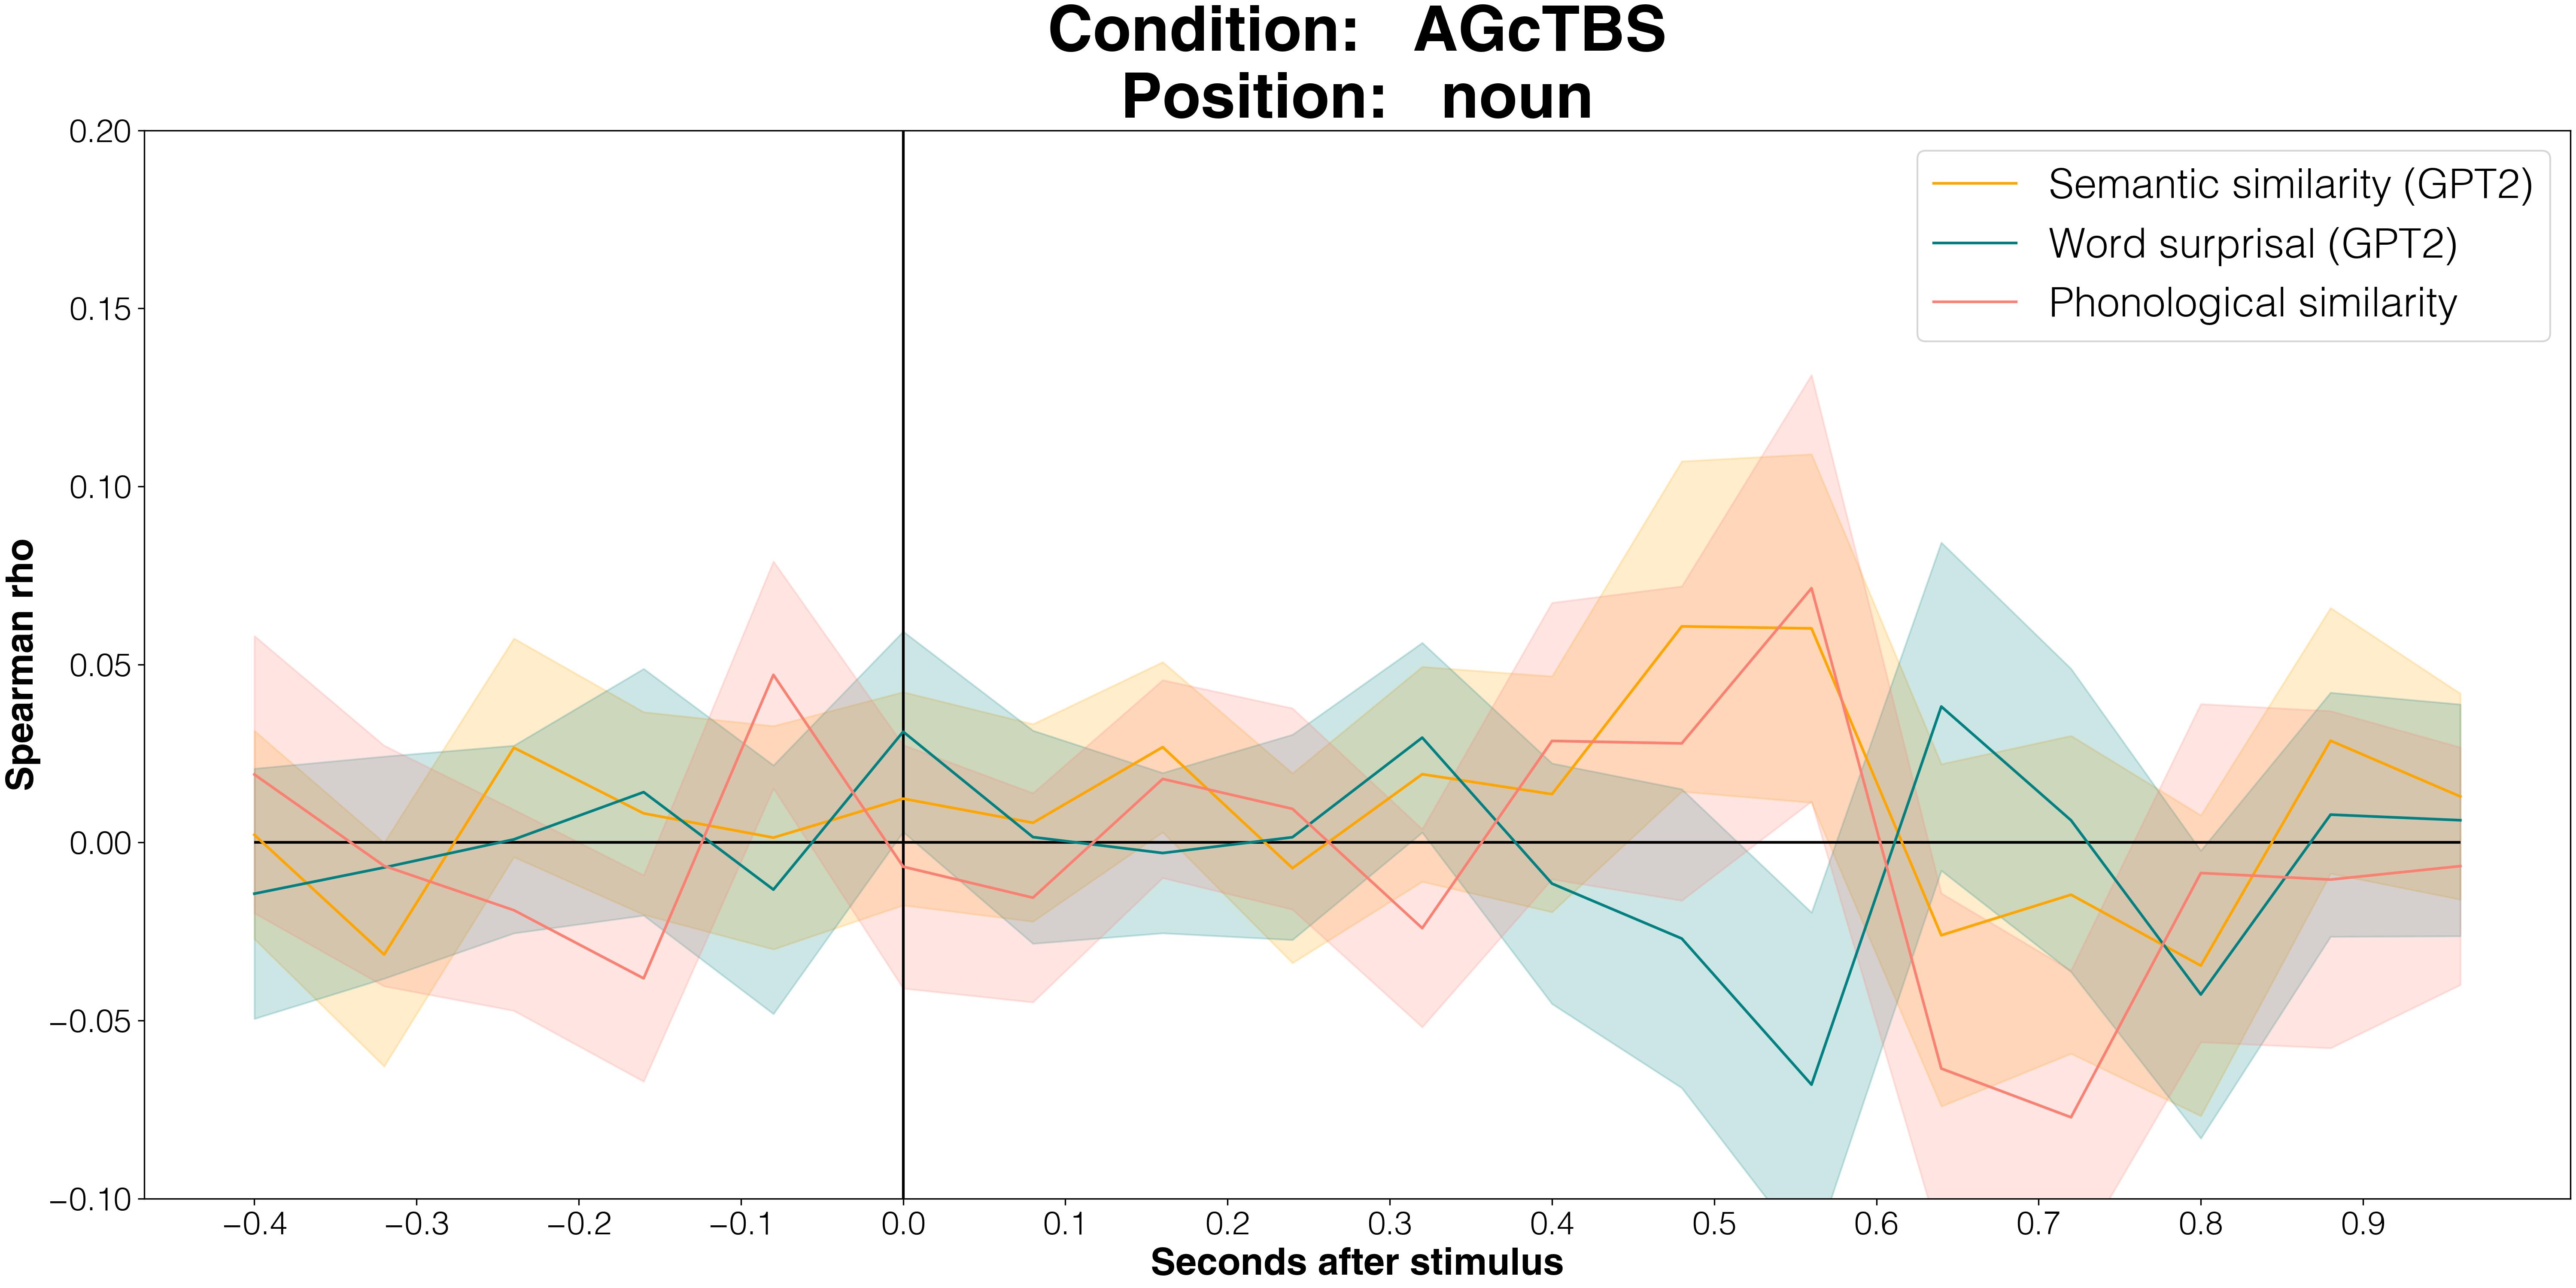 Condition:   AGcTBS
Position:   noun
0.20
0.15
0.10
0.05
0.00
−0.05
−0.10
Spearman rho
Semantic similarity (GPT2)
Word surprisal (GPT2)
Phonological similarity
−0.4 −0.3 −0.2 −0.1 0.0 0.1 0.2 0.3 0.4 0.5 0.6 0.7 0.8 0.9
Seconds after stimulus